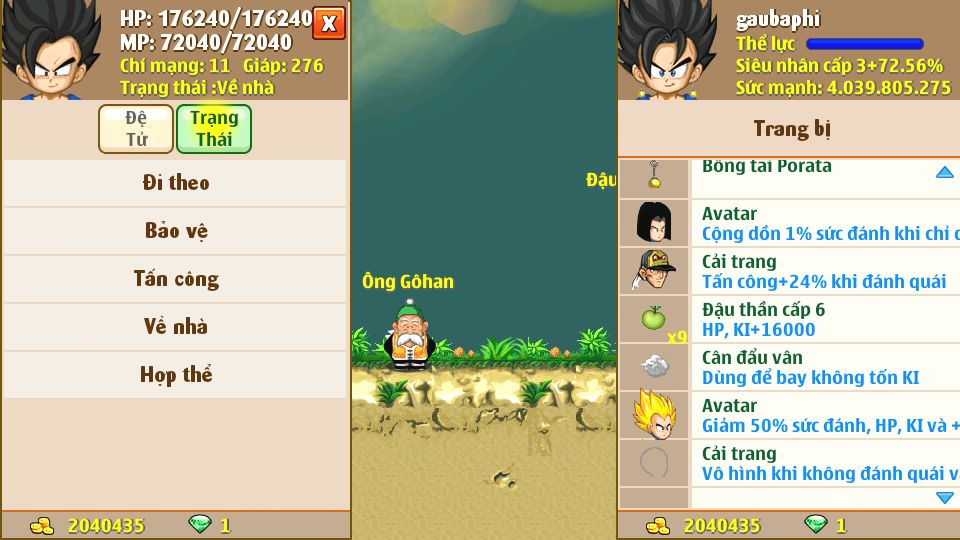 HP: 176240/176240
MP: 72040/72040
Chí mạng: 11 Giáp: 276
Trạng thái :Về nhà
Đệ
Tử
Trạng
Thái
Đi theo
Bảo vệ
Tấn công
Về nhà
Hợp thể
2040435
1
Đậu
Ông Gôhan
gaubaphi
Thể lực
Siêu nhân cấp 3+72.56%
Sức mạnh: 4.039.805.275
Trang bị
Bông tai Porata
Avatar
Cộng dồn 1% sức đánh khi chỉ
Cải trang
Tấn công+24% khi đánh quái
Đậu thần cấp 6
HP, KI+16000
x9
Cân đẩu vân
Dùng để bay không tốn KI
Avatar
Giảm 50% sức đánh, HP, KI và +
Cải trang
Vô hình khi không đánh quái
2040435
1